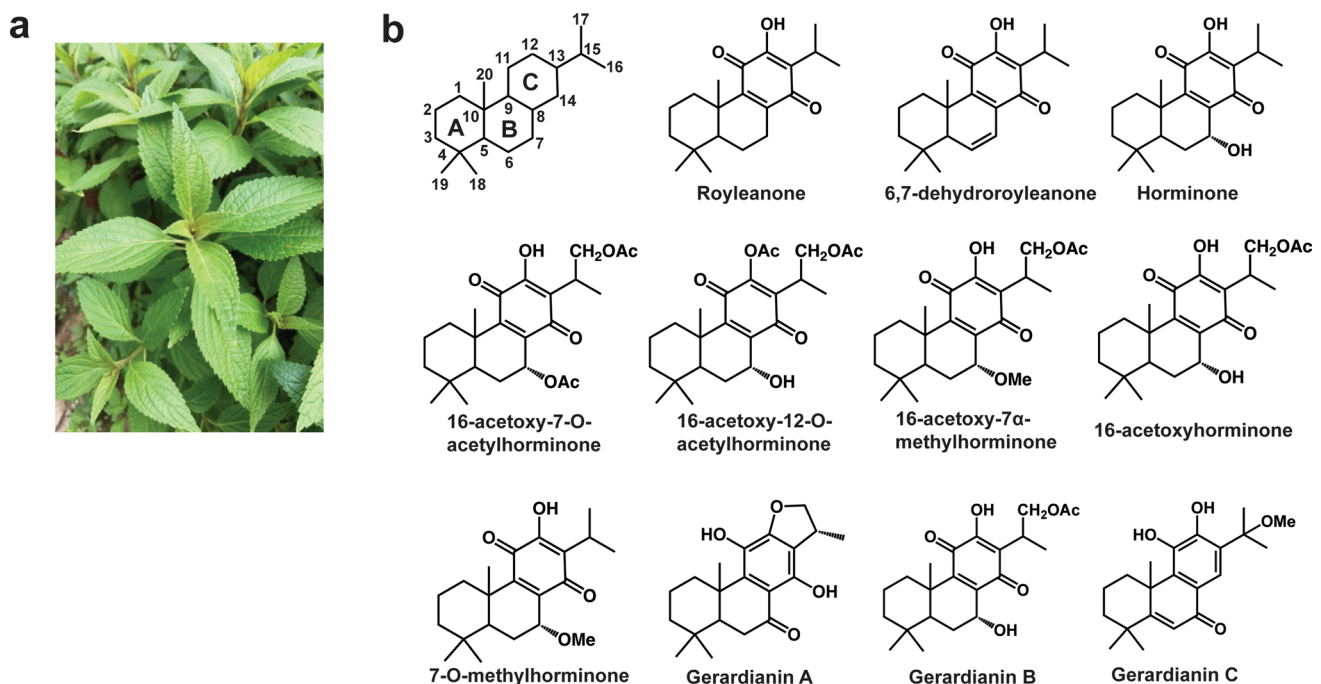 a
b
17
12
16
15
13
11
20
C
14
1
9
8
2
10
A
B
7
3
5
4
6
19
18
OH
O
O
Royleanone
OH
O
O
6,7-dehydroroyleanone
OH
O
O
OH
Horminone
OH
CH2OAc
O
O
OAc
16-acetoxy-7-O-
acetylhorminone
OAc
CH2OAc
O
O
OH
16-acetoxy-12-O-
acetylhorminone
OH
CH2OAc
O
O
OMe
16-acetoxy-7α-
methylhorminone
OH
CH2OAc
O
O
OH
16-acetoxyhorminone
OH
O
O
OMe
7-O-methylhorminone
O
HO
OH
O
Gerardianin A
OH
CH2OAc
O
O
OH
Gerardianin B
OH
HO
OMe
O
Gerardianin C